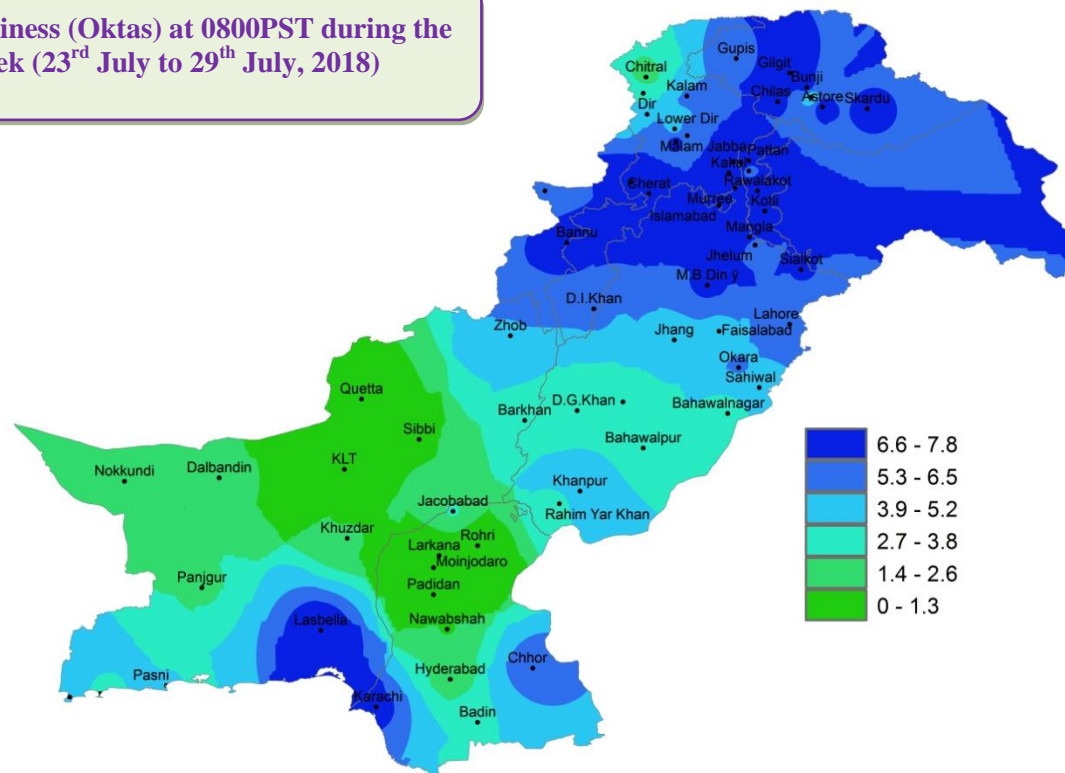 iness (Oktas) at 0800PST during the
ek (23rd July to 29th July, 2018)
Gupis
Gilgit
Chitral
Bunji
Kalam
Chilas
Astore
Skardu
Dir
Lower Dir
Malam Jabba
Pattan
Kakul
Cherat
Rawalakot
Murree
Kotli
Islamabad
Mangla
Bannu
Jhelum
Sialkot
M.B.Din ÿ
D.I.Khan
Lahore
Zhob
Jhang
Faisalabad
Okara
Sahiwal
Quetta
D.G.Khan
Bahawalnagar
Barkhan
Sibbi
Bahawalpur
6.6 - 7.8
KLT
Nokkundi
Dalbandin
Khanpur
5.3 - 6.5
Jacobabad
Rahim Yar Khan
3.9 - 5.2
Khuzdar
Rohri
2.7 - 3.8
Larkana
Moinjodaro
1.4 - 2.6
Panjgur
Padidan
0 - 1.3
Lasbella
Nawabshah
Chhor
Pasni
Hyderabad
Karachi
Badin